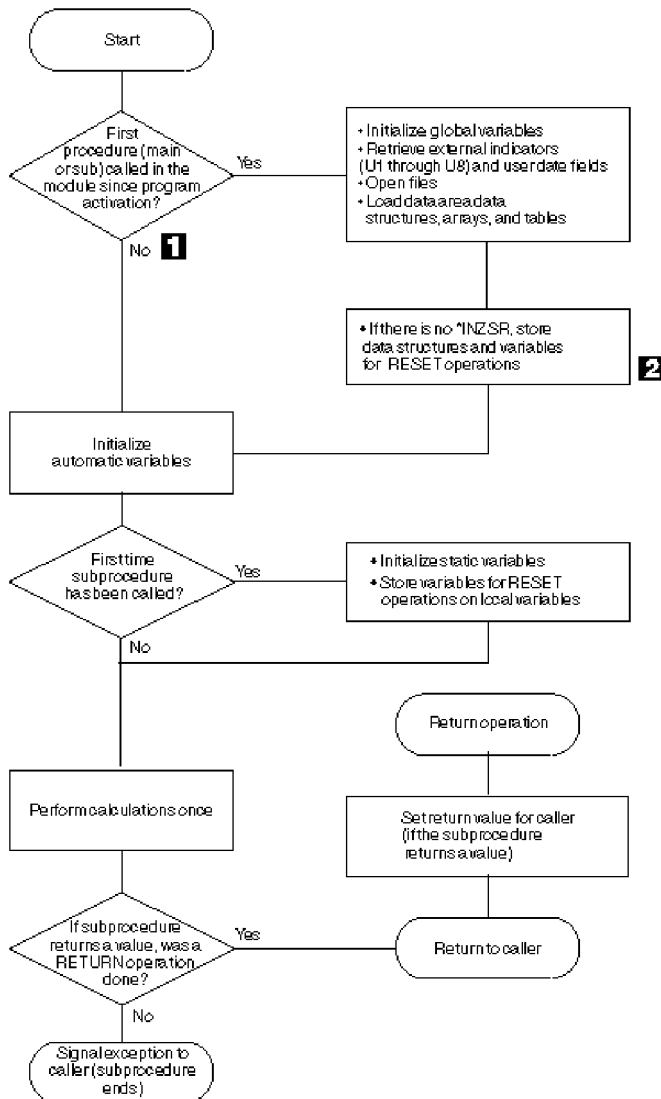 Start
First
procedure (main
or sub) called in the
module since program
activation?
Yes
• Initialize global variables
• Retrieve external indicators
(U1 through U8) and user date fields
• Open files
• Load data area data
structures, arrays, and tables
No 1
• If there is no *INZSR, store
data structures and variables
for RESET operations
2
Initialize
automatic variables
First time
subprocedure
has been called?
Yes
• Initialize static variables
• Store variables for RESET
operations on local variables
No
Return operation
Perform calculations once
Set return value for caller
(if the subprocedure
returns a value)
If subprocedure
returns a value, was a
RETURN operation
done?
Yes
Return to caller
No
Signal exception to
caller (subprocedure
ends)